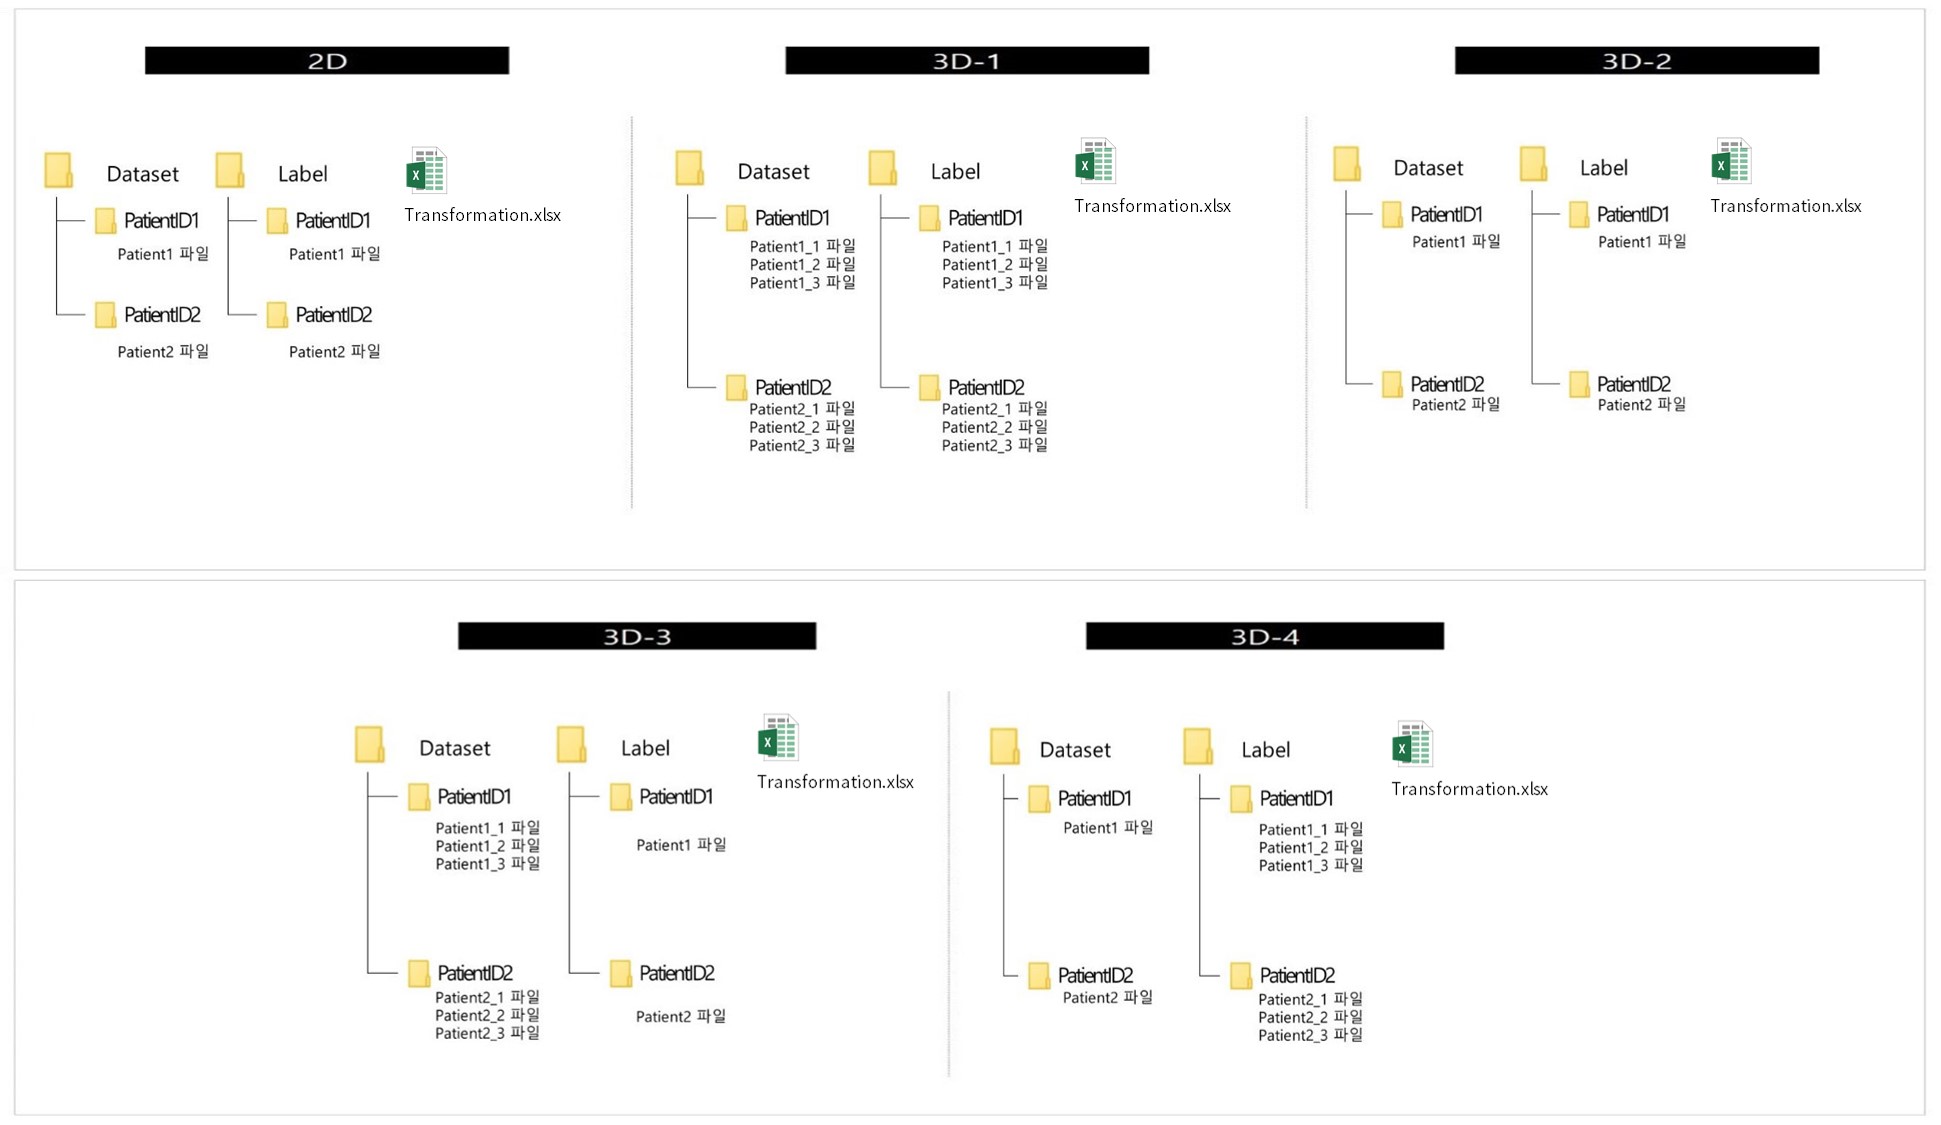 2D
Dataset
PatientID1
Patient1 파일
PatientID2
Patient2 파일
Label
PatientID1
Patient1 파일
PatientID2
Patient2 파일
Transformation.xlsx
3D-1
Dataset
PatientID1
Patient1_1 파일
Patient1_2 파일
Patient1_3 파일
PatientID2
Patient2_1 파일
Patient2_2 파일
Patient2_3 파일
Label
PatientID1
Patient1_1 파일
Patient1_2 파일
Patient1_3 파일
PatientID2
Patient2_1 파일
Patient2_2 파일
Patient2_3 파일
Transformation.xlsx
3D-2
Dataset
PatientID1
Patient1 파일
PatientID2
Patient2 파일
Label
PatientID1
Patient1 파일
PatientID2
Patient2 파일
Transformation.xlsx
3D-3
Dataset
PatientID1
Patient1_1 파일
Patient1_2 파일
Patient1_3 파일
PatientID2
Patient2_1 파일
Patient2_2 파일
Patient2_3 파일
Label
PatientID1
Patient1 파일
PatientID2
Patient2 파일
Transformation.xlsx
3D-4
Dataset
PatientID1
Patient1 파일
PatientID2
Patient2 파일
Label
PatientID1
Patient1_1 파일
Patient1_2 파일
Patient1_3 파일
PatientID2
Patient2_1 파일
Patient2_2 파일
Patient2_3 파일
Transformation.xlsx